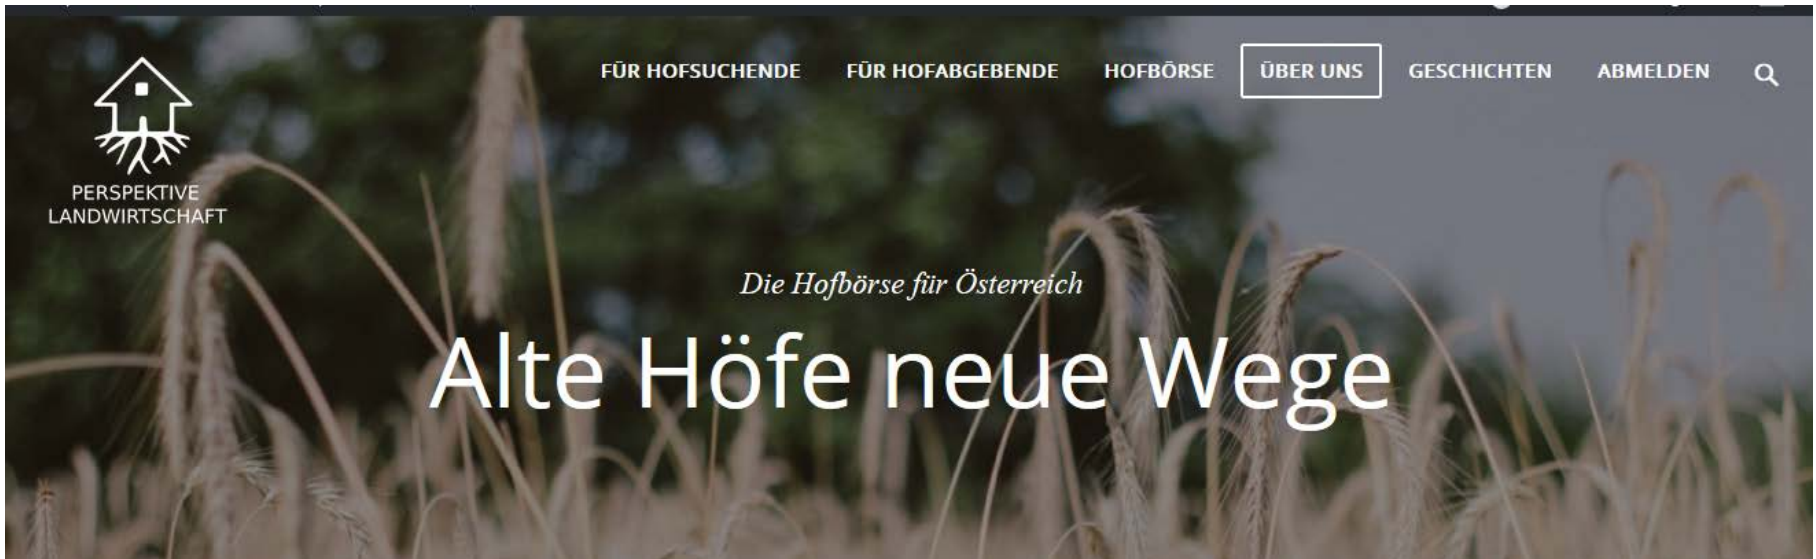 FÜR HOFSUCHENDE FÜR HOFABGEBENDE HOFBÖRSE ÜBER UNS GESCHICHTEN ABMELDEN
PERSPEKTIVE
LANDWIRTSCHAFT
Die Hofbörse für Österreich
Alte Höfe neue Wege